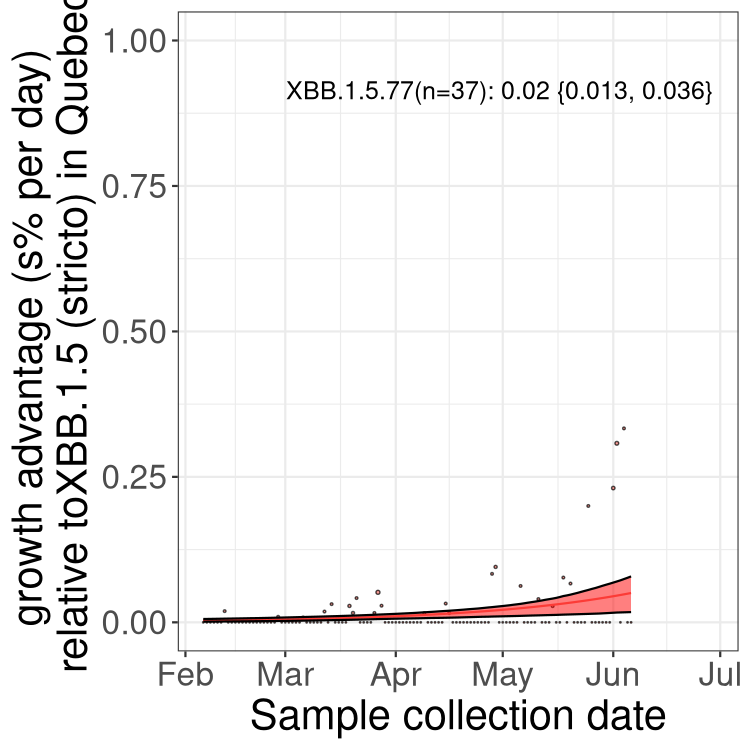 growth advantage (s% per day)
relative toXBB.1.5 (stricto) in Quebec
1.00
0.75
0.50
0.25
0.00
XBB.1.5.77(n=37): 0.02 {0.013, 0.036}
Feb Mar Apr May Jun Jul
Sample collection date